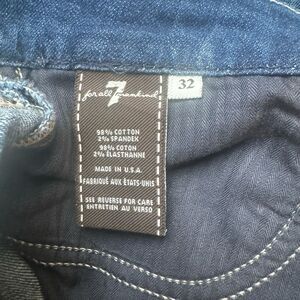 7
for all mankind
32
98% COTTON
2% SPANDEX
98% COTON
2% ELASTHANNE
MADE IN U.S.A.
FABRIQUÉ AUX ÉTATS-UNIS
SEE REVERSE FOR CARE
ENTRETIEN AU VERSO